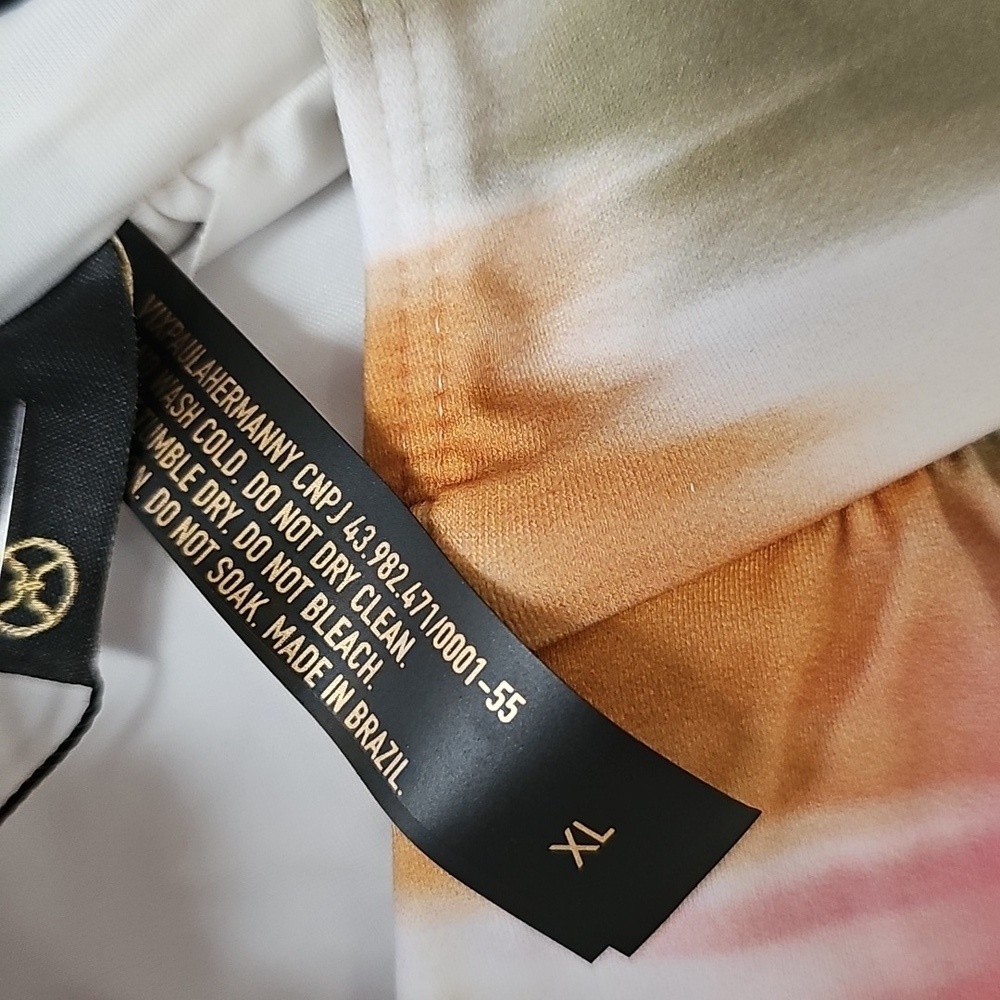 VIXPAULAHERMANNY CNPJ 43.982.471/0001-55
WASH COLD. DO NOT DRY CLEAN.
TUMBLE DRY. DO NOT BLEACH.
N. DO NOT SOAK. MADE IN BRAZIL.
XL